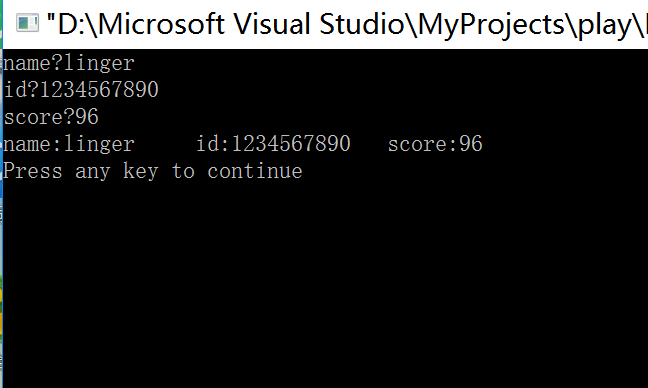 "D:\Microsoft Visual Studio\MyProjects\play\
name?linger
id?1234567890
score?96
name:linger     id:1234567890   score:96
Press any key to continue